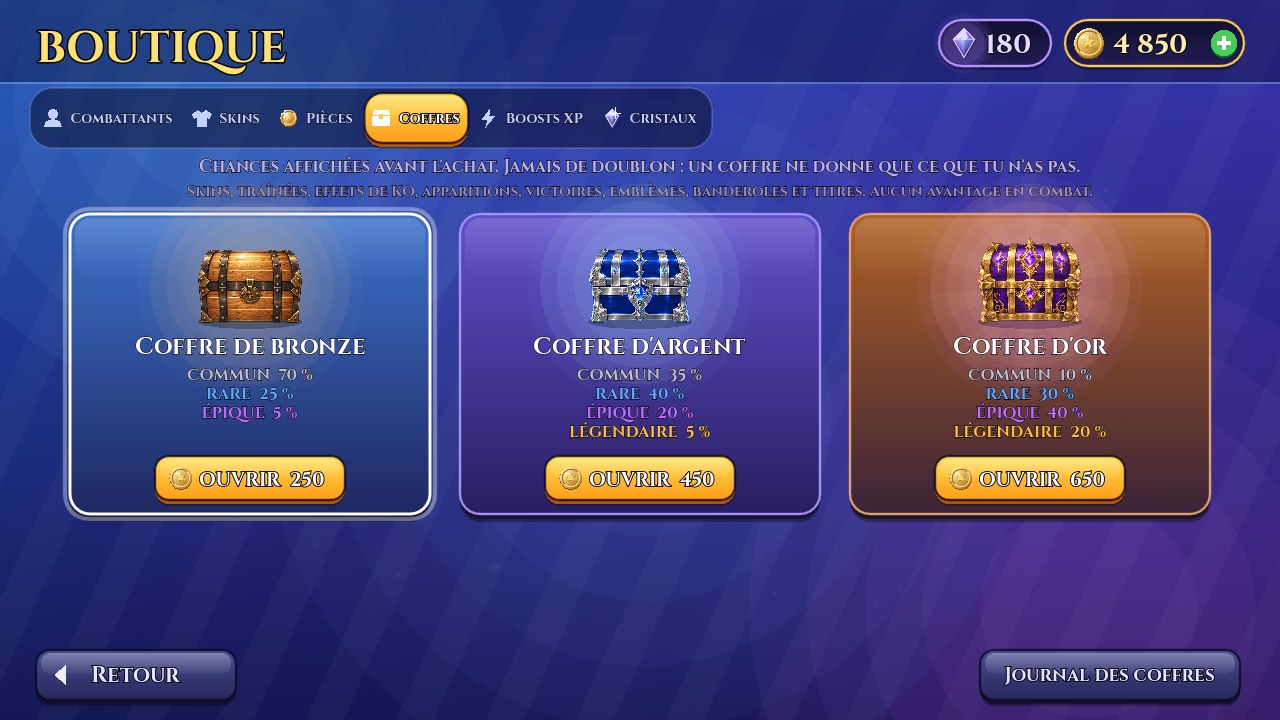 BOUTIQUE
180
4 850
Combattants
Skins
Pièces
Coffres
Boosts XP
Cristaux
Chances affichées avant l'achat. Jamais de doublon : un coffre ne donne que ce que tu n'as pas.
Skins, traînées, effets de KO, apparitions, victoires, emblèmes, banderoles et titres. Aucun avantage en combat.
Coffre de bronze
COMMUN 70 %
RARE 25 %
ÉPIQUE 5 %
OUVRIR 250
Coffre d'argent
COMMUN 35 %
RARE 40 %
ÉPIQUE 20 %
LÉGENDAIRE 5 %
OUVRIR 450
Coffre d'or
COMMUN 10 %
RARE 30 %
ÉPIQUE 40 %
LÉGENDAIRE 20 %
OUVRIR 650
Retour
Journal des coffres